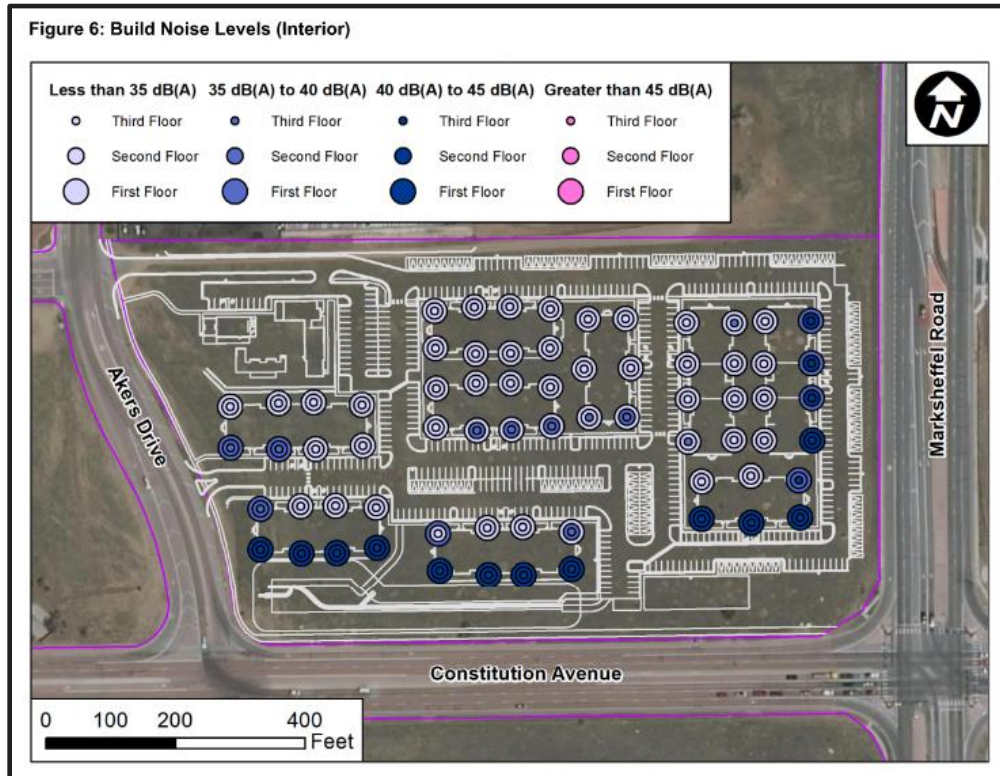 Figure 6: Build Noise Levels (Interior)
Less than 35 dB(A) 35 dB(A) to 40 dB(A) 40 dB(A) to 45 dB(A) Greater than 45 dB(A)
Third Floor Third Floor Third Floor Third Floor
Second Floor Second Floor Second Floor Second Floor
First Floor First Floor First Floor First Floor
N
Akers Drive
Marksheffel Road
Constitution Avenue
0 100 200 400
Feet